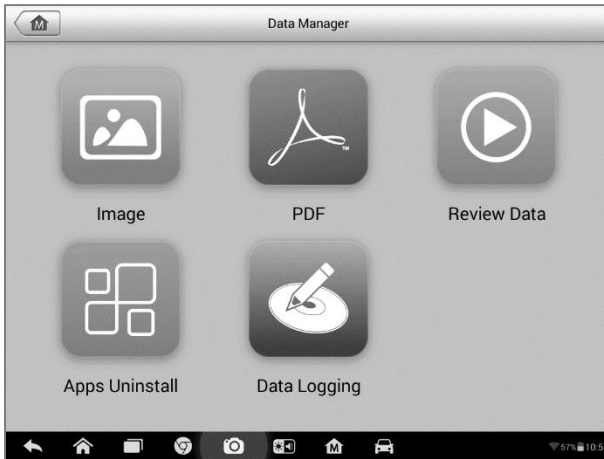 Data Manager
Image
PDF
Review Data
Apps Uninstall
Data Logging
57%